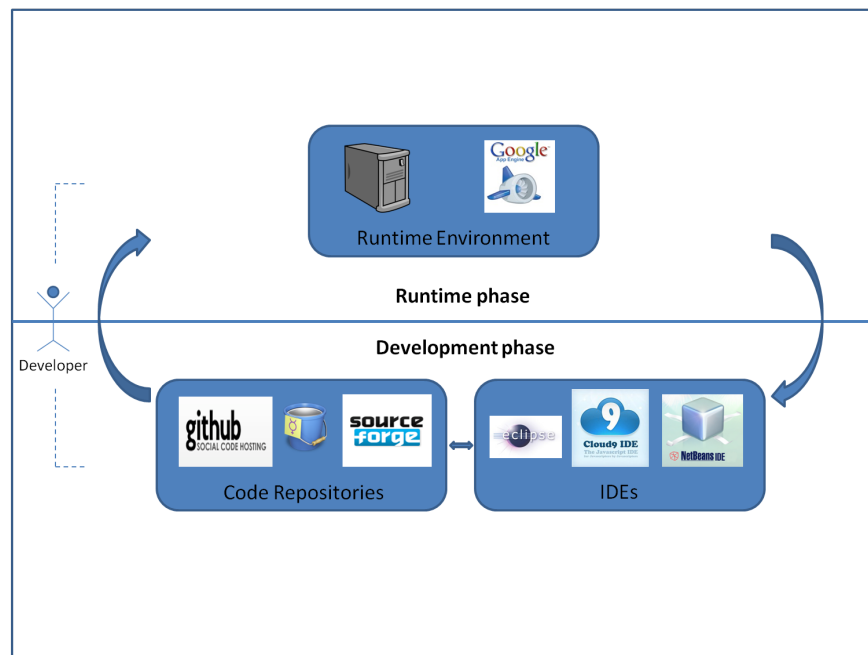 Google™
App Engine
Runtime Environment
Runtime phase
Development phase
Developer
github
SOCIAL CODE HOSTING
source
forge
Code Repositories
eclipse
9
Cloud9 IDE
The Javascript IDE
NetBeans IDE
IDEs